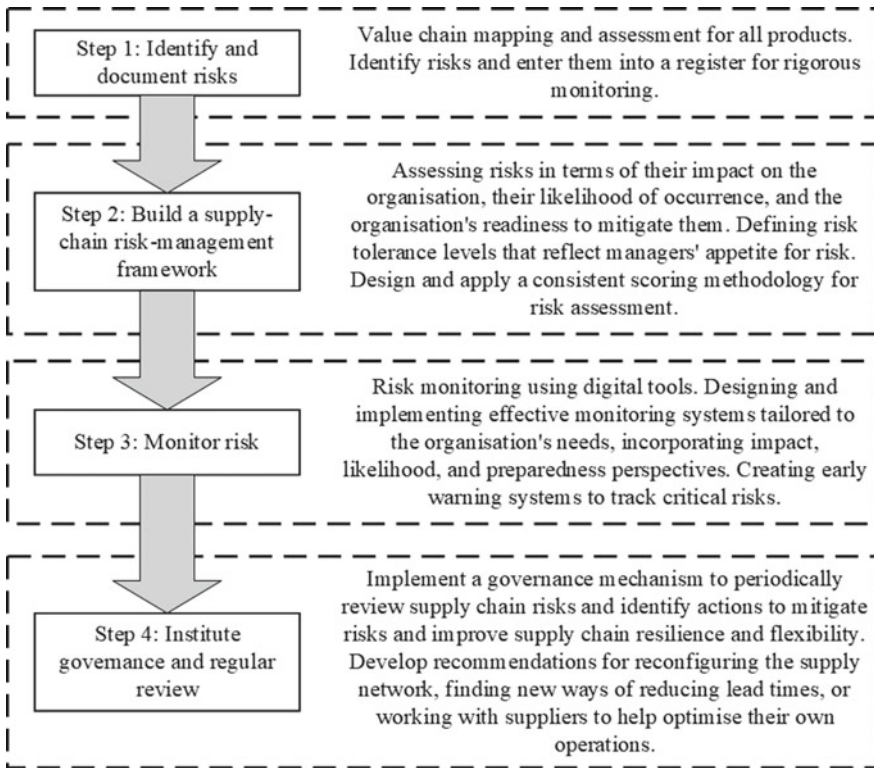 Step 1: Identify and
document risks
Value chain mapping and assessment for all products.
Identify risks and enter them into a register for rigorous
monitoring.
Step 2: Build a supply-
chain risk-management
framework
Assessing risks in terms of their impact on the
organisation, their likelihood of occurrence, and the
organisation's readiness to mitigate them. Defining risk
tolerance levels that reflect managers' appetite for risk.
Design and apply a consistent scoring methodology for
risk assessment.
Step 3: Monitor risk
Risk monitoring using digital tools. Designing and
implementing effective monitoring systems tailored to
the organisation's needs, incorporating impact,
likelihood, and preparedness perspectives. Creating early
warning systems to track critical risks.
Step 4: Institute
governance and regular
review
Implement a governance mechanism to periodically
review supply chain risks and identify actions to mitigate
risks and improve supply chain resilience and flexibility.
Develop recommendations for reconfiguring the supply
network, finding new ways of reducing lead times, or
working with suppliers to help optimise their own
operations.